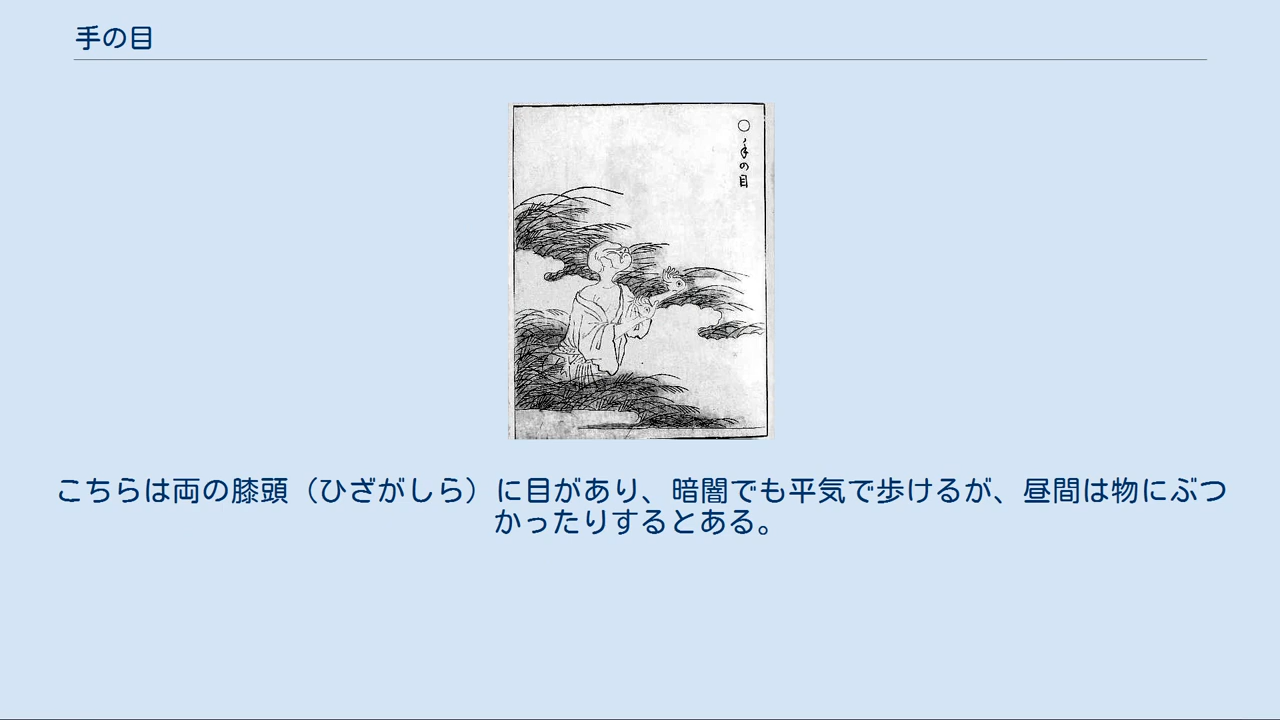 手の目
○手の目
こちらは両の膝頭（ひざがしら）に目があり、暗闇でも平気で歩けるが、昼間は物にぶつ
かったりするとある。